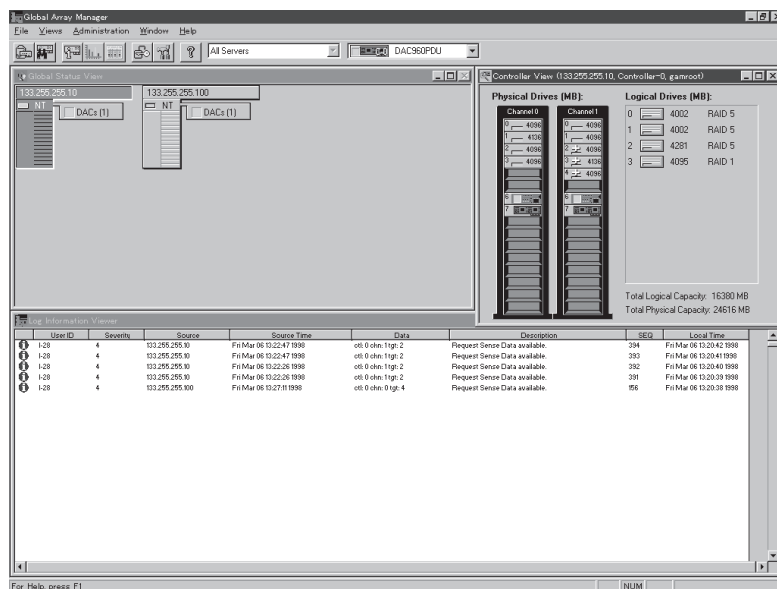 Global Array Manager
File Views Administration Window Help
All Servers DAC960PDU
Global Status View
133.255.255.10 133.255.255.100
NT DACs (1) NT DACs (1)
Controller View (133.255.255.10, Controller-0, gamroot)
Physical Drives (MB): Logical Drives (MB):
Channel 0 Channel 1
0 4096 0 4096
1 4136 1 4096
2 4096 2 4096
3 4096 3 4136
4 4096
6 6
7 7
0 4002 RAID 5
1 4002 RAID 5
2 4281 RAID 5
3 4095 RAID 1
Total Logical Capacity: 16380 MB
Total Physical Capacity: 24616 MB
Log Information Viewer
User ID Severity Source Source Time Data Description SEQ Local Time
I-28 4 133.255.255.10 Fri Mar 06 13:22:47 1998 ctl: 0 chn: 1 tgt: 2 Request Sense Data available. 394 Fri Mar 06 13:20:42 1998
I-28 4 133.255.255.10 Fri Mar 06 13:22:47 1998 ctl: 0 chn: 1 tgt: 2 Request Sense Data available. 393 Fri Mar 06 13:20:41 1998
I-28 4 133.255.255.10 Fri Mar 06 13:22:26 1998 ctl: 0 chn: 1 tgt: 2 Request Sense Data available. 392 Fri Mar 06 13:20:40 1998
I-28 4 133.255.255.10 Fri Mar 06 13:22:26 1998 ctl: 0 chn: 1 tgt: 2 Request Sense Data available. 391 Fri Mar 06 13:20:39 1998
I-28 4 133.255.255.100 Fri Mar 06 13:27:11 1998 ctl: 0 chn: 0 tgt: 4 Request Sense Data available. 156 Fri Mar 06 13:20:38 1998
For Help, press F1 NUM